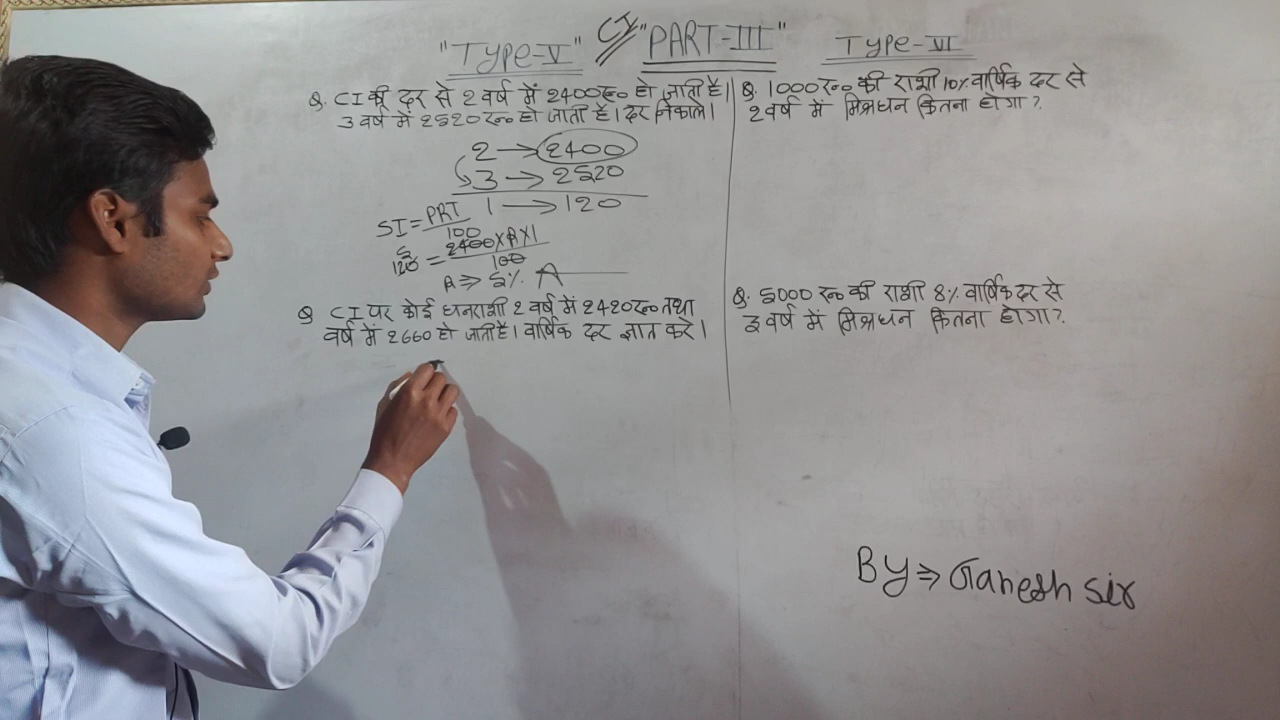 "TYPE-V" CI "PART-III" TYPE-VI
Q. CI की दर से 2 वर्ष में 2400रू० हो जाती है।
3 वर्ष में 2520रू० हो जाती है। दर निकाले।
2 → 2400
3 → 2520
1 → 120
SI = PRT
100
120 = 2400×R×1
100
R ⇒ 5%. A
Q CI पर कोई धनराशी 2 वर्ष में 2420रू० तथा
वर्ष में 2660 हो जाती है। वार्षिक दर ज्ञात करे।
Q. 1000रू० की राशी 10% वार्षिक दर से
2 वर्ष में मिश्रधन कितना होगा?
Q. 5000 रू० की राशी 8% वार्षिक दर से
3 वर्ष में मिश्रधन कितना होगा?
By ⇒ Ganesh sir